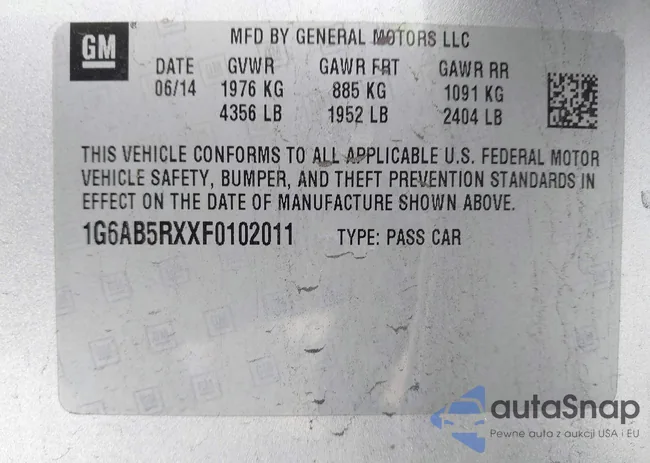 GM
MFD BY GENERAL MOTORS LLC
DATE GVWR GAWR FRT GAWR RR
06/14 1976 KG 885 KG 1091 KG
4356 LB 1952 LB 2404 LB
THIS VEHICLE CONFORMS TO ALL APPLICABLE U.S. FEDERAL MOTOR
VEHICLE SAFETY, BUMPER, AND THEFT PREVENTION STANDARDS IN
EFFECT ON THE DATE OF MANUFACTURE SHOWN ABOVE.
1G6AB5RXXF0102011 TYPE: PASS CAR
autaSnap
Pewne auta z aukcji USA i EU